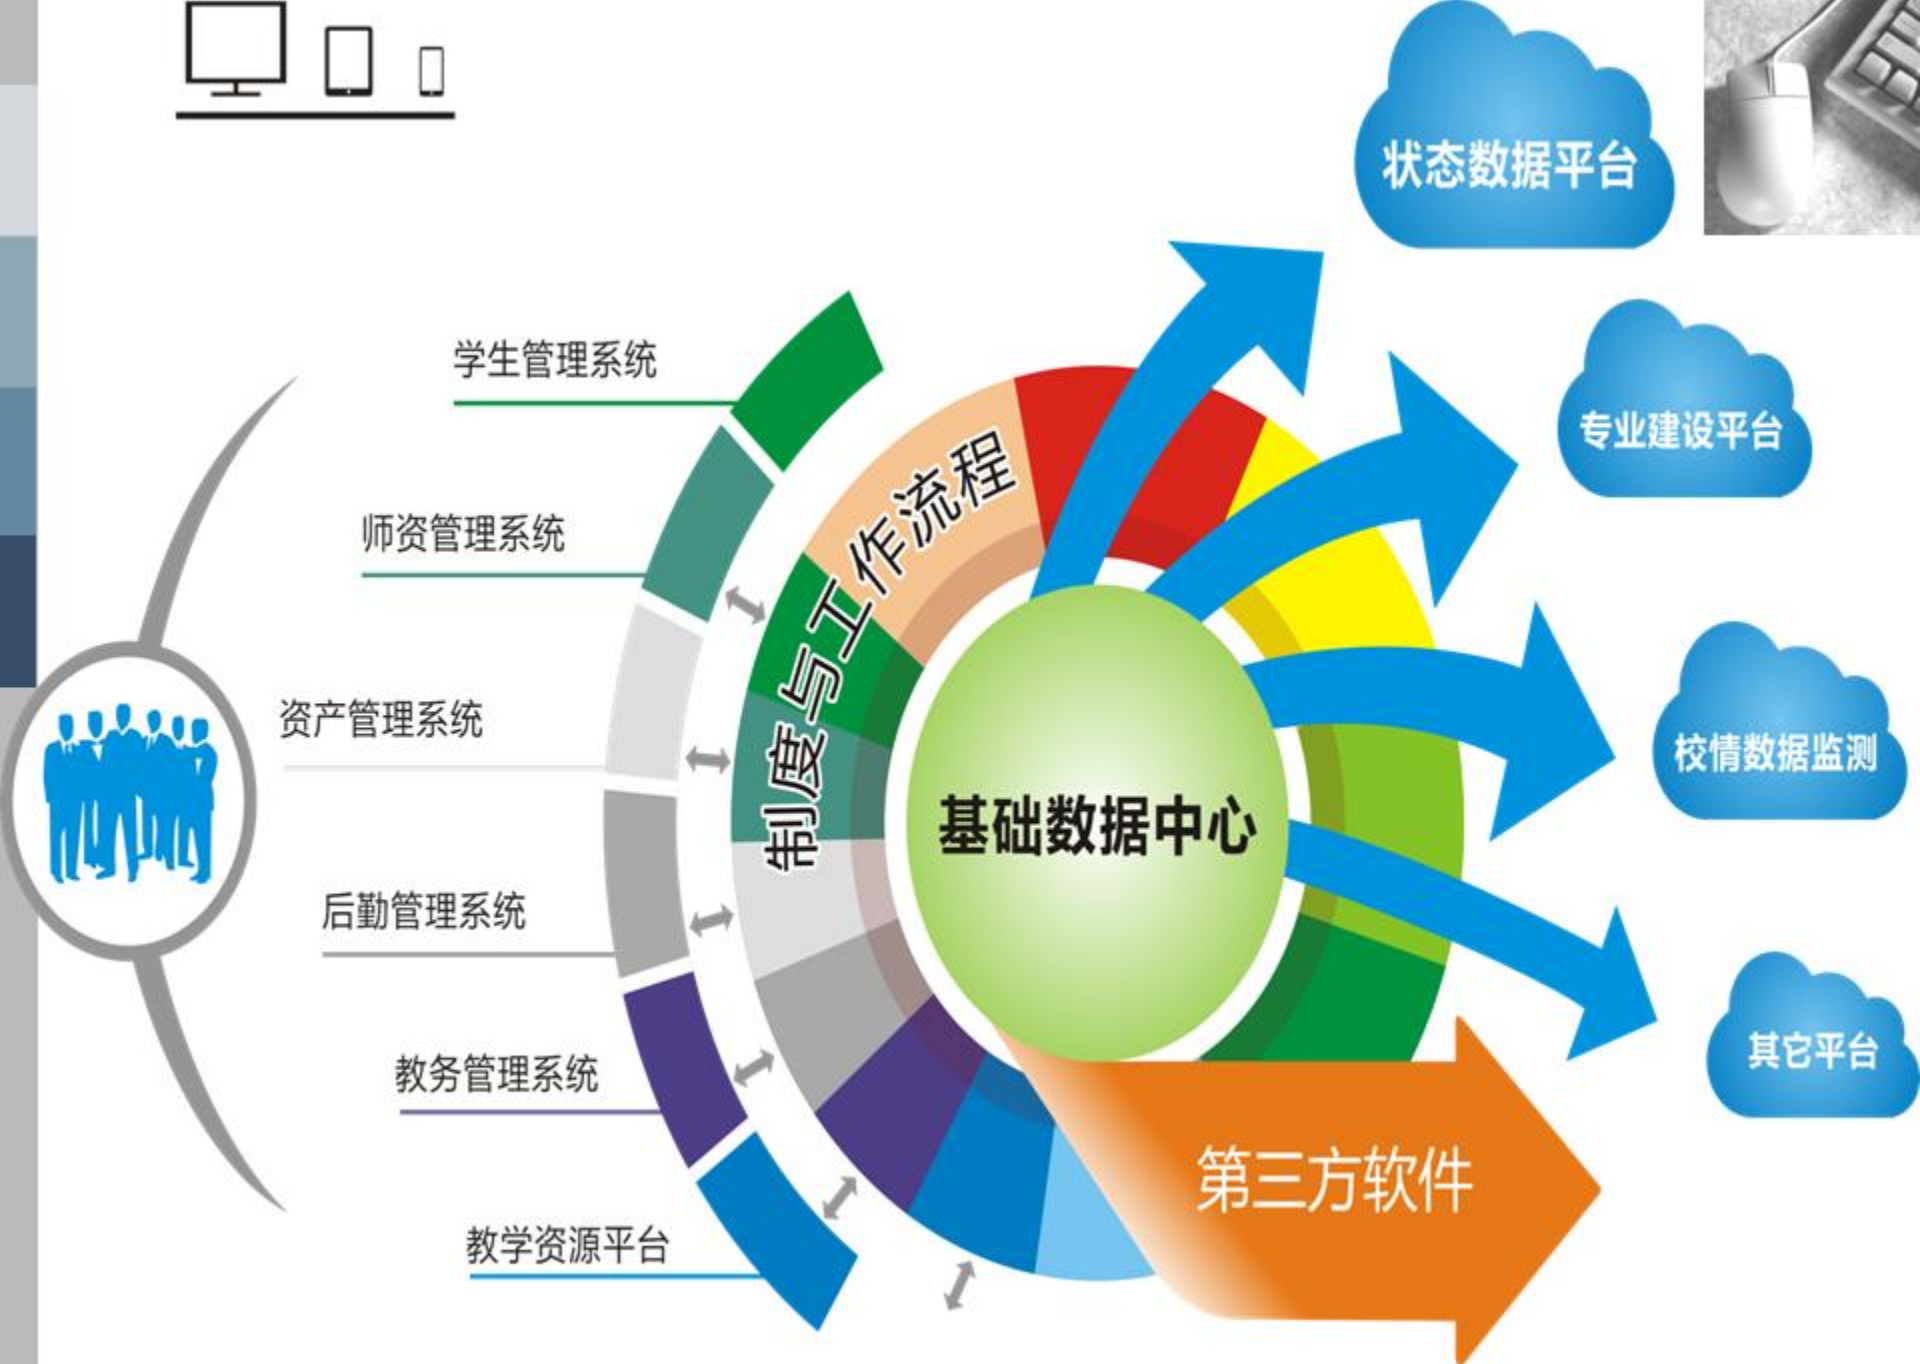 状态数据平台
专业建设平台
校情数据监测
其它平台
学生管理系统
师资管理系统
资产管理系统
后勤管理系统
教务管理系统
教学资源平台
制度与工作流程
基础数据中心
第三方软件